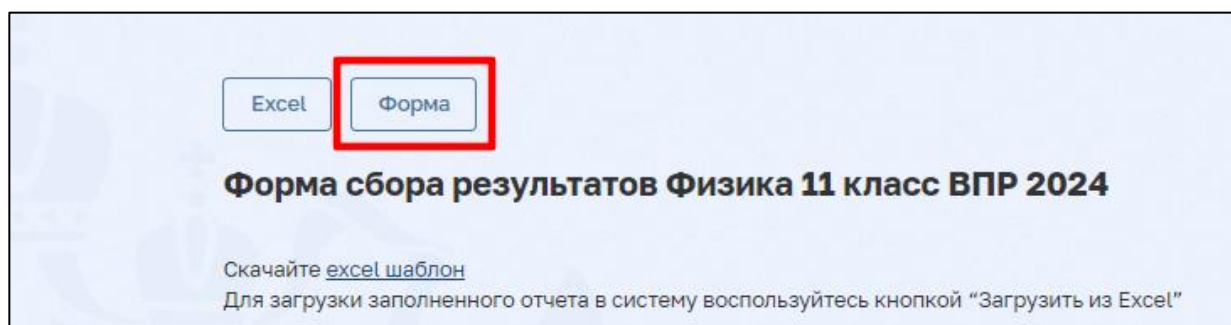 Excel Форма
Форма сбора результатов Физика 11 класс ВПР 2024
Скачайте excel шаблон
Для загрузки заполненного отчета в систему воспользуйтесь кнопкой “Загрузить из Excel”